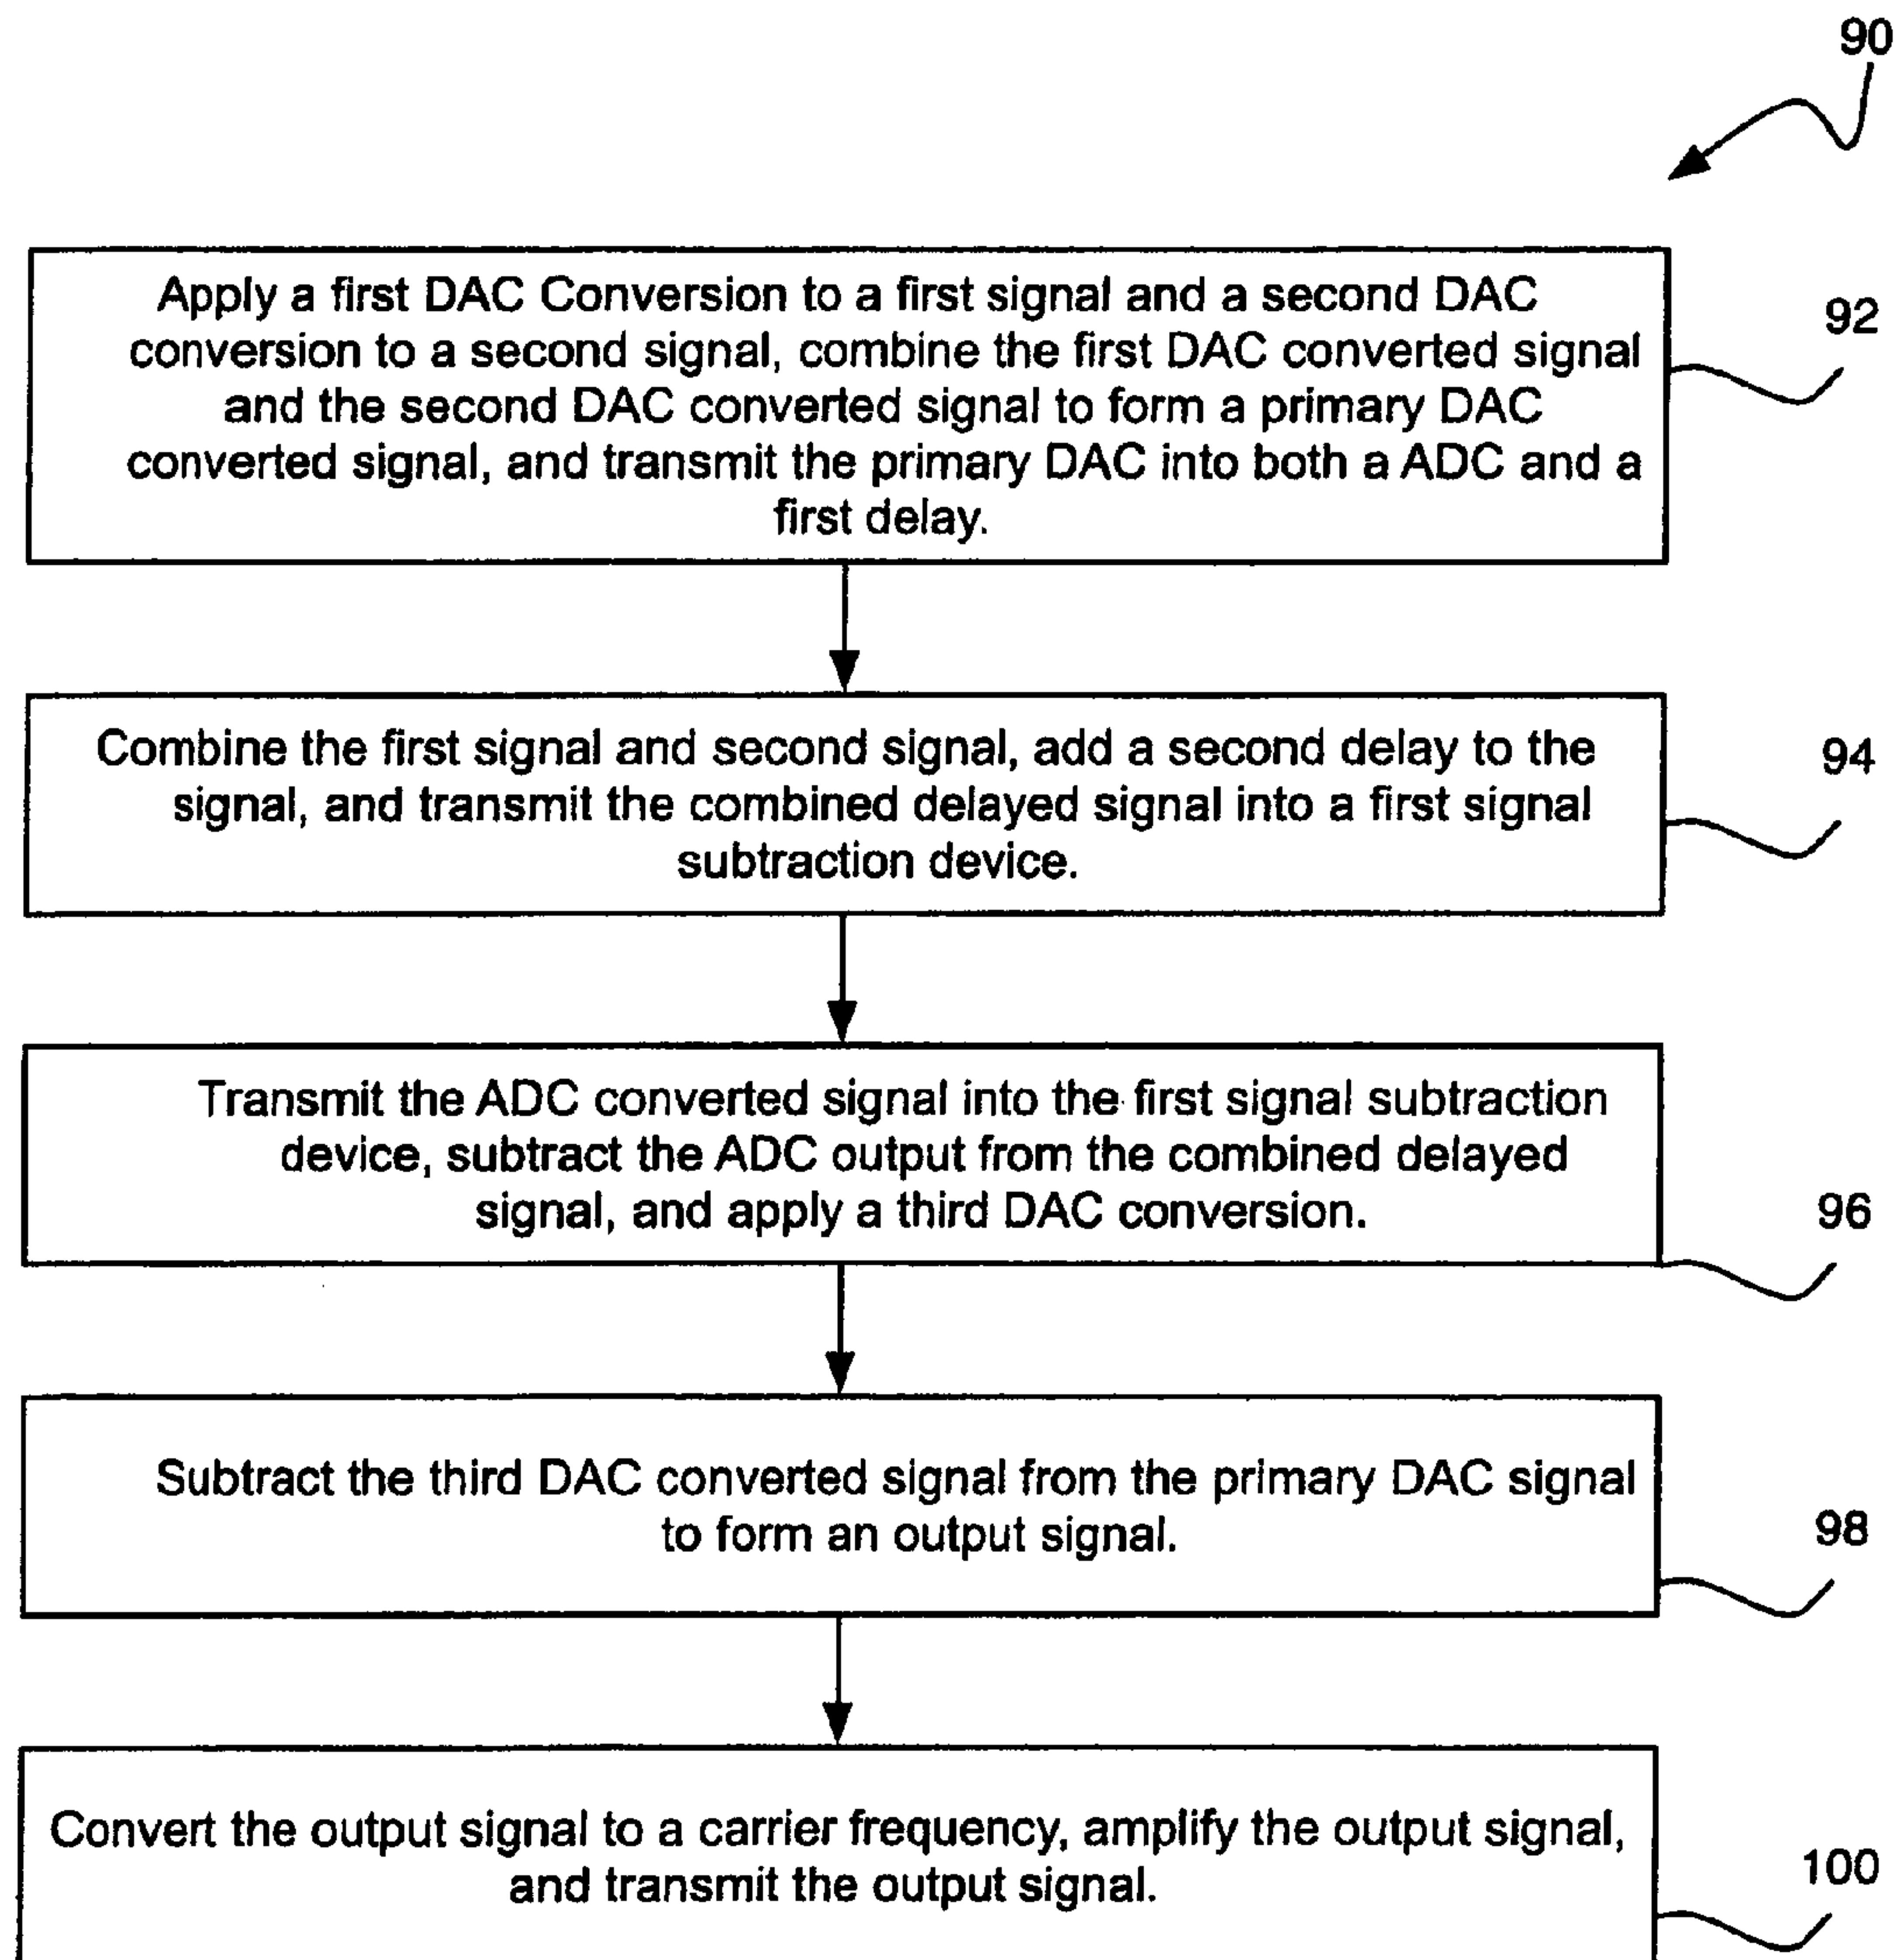 90
Apply a first DAC Conversion to a first signal and a second DAC
conversion to a second signal, combine the first DAC converted signal
and the second DAC converted signal to form a primary DAC
converted signal, and transmit the primary DAC into both a ADC and a
first delay.
92
Combine the first signal and second signal, add a second delay to the
signal, and transmit the combined delayed signal into a first signal
subtraction device.
94
Transmit the ADC converted signal into the first signal subtraction
device, subtract the ADC output from the combined delayed
signal, and apply a third DAC conversion.
96
Subtract the third DAC converted signal from the primary DAC signal
to form an output signal.
98
Convert the output signal to a carrier frequency, amplify the output signal,
and transmit the output signal.
100